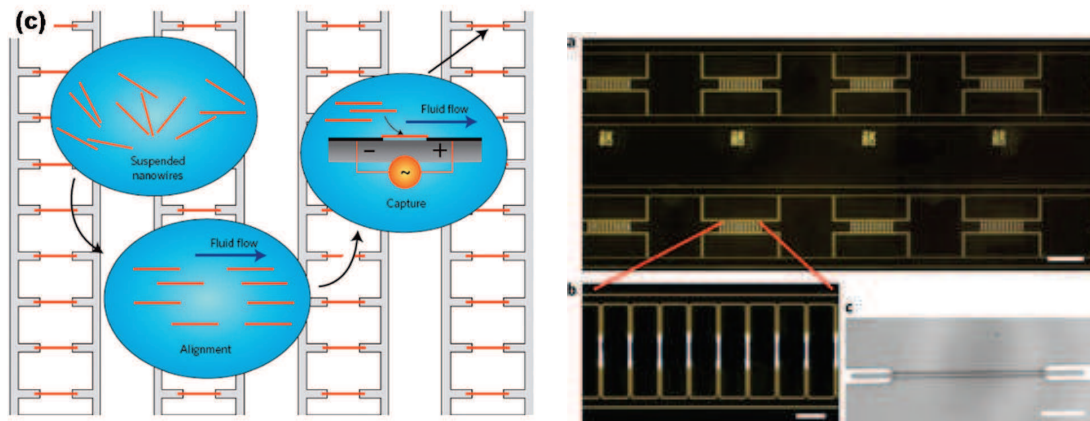 (c)
Suspended
nanowires
Fluid flow
Alignment
Fluid flow
−
+
~
Capture
a
b
c